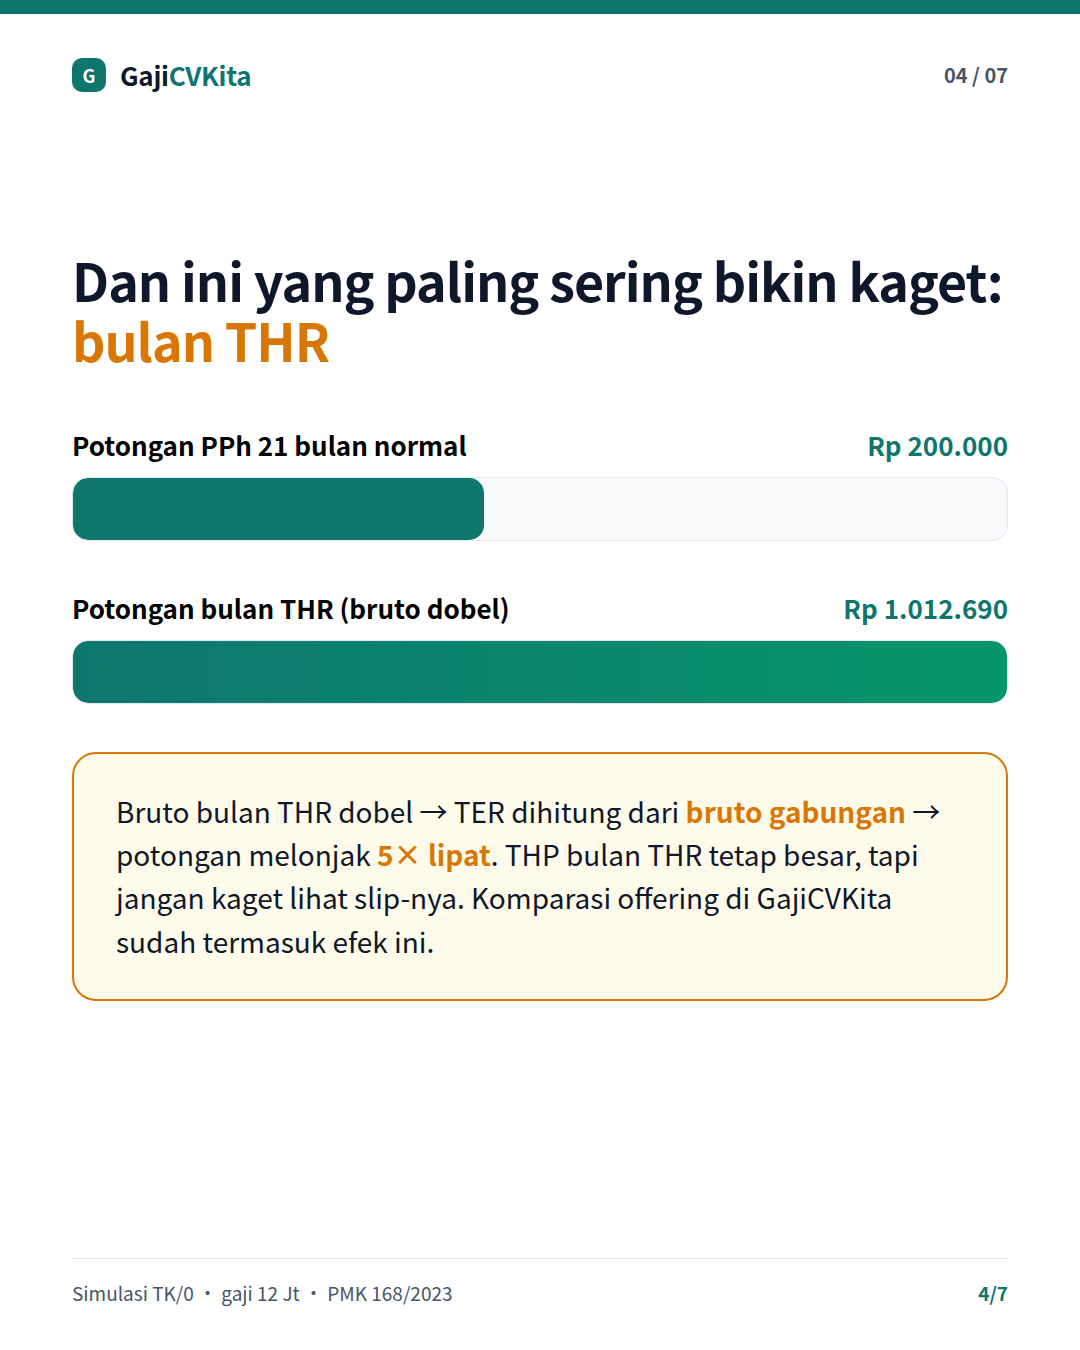 G GajiCVKita
04 / 07
Dan ini yang paling sering bikin kaget:
bulan THR
Potongan PPh 21 bulan normal
Rp 200.000
Potongan bulan THR (bruto dobel)
Rp 1.012.690
Bruto bulan THR dobel → TER dihitung dari bruto gabungan →
potongan melonjak 5× lipat. THP bulan THR tetap besar, tapi
jangan kaget lihat slip-nya. Komparasi offering di GajiCVKita
sudah termasuk efek ini.
Simulasi TK/0 • gaji 12 Jt • PMK 168/2023
4/7